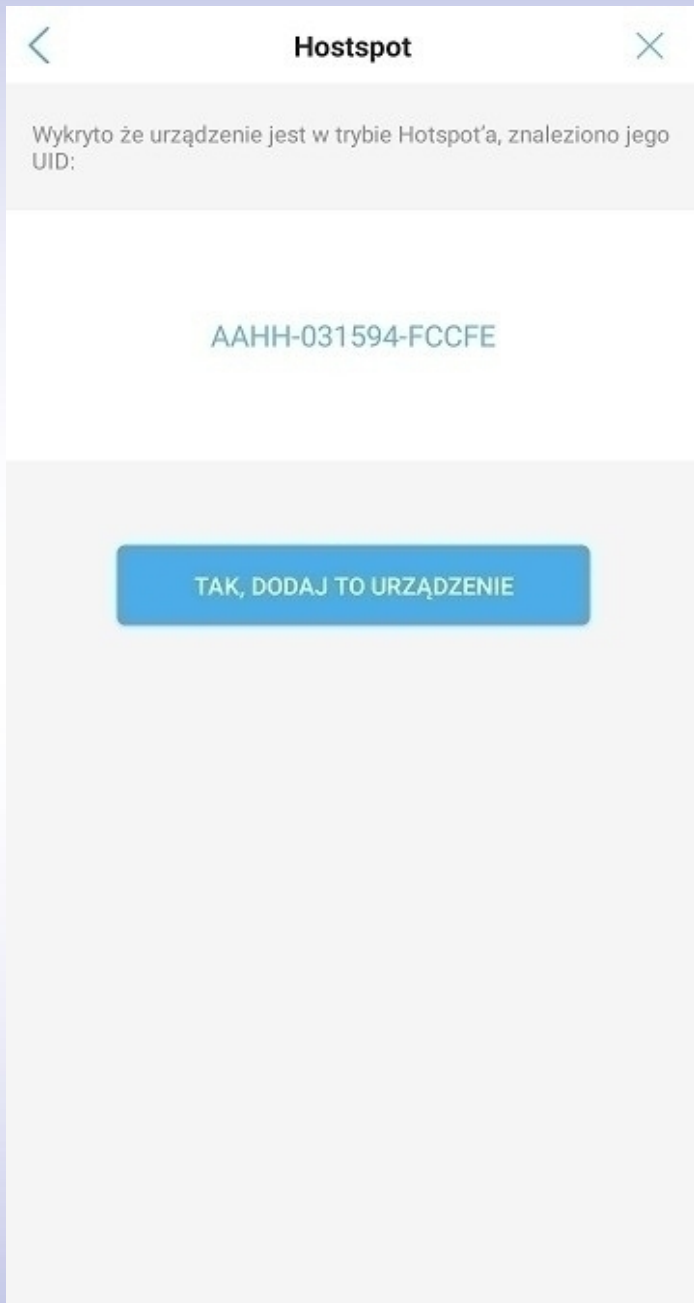 Hostspot
Wykryto że urządzenie jest w trybie Hotspot'a, znaleziono jego
UID:
AAHH-031594-FCCFE
TAK, DODAJ TO URZĄDZENIE